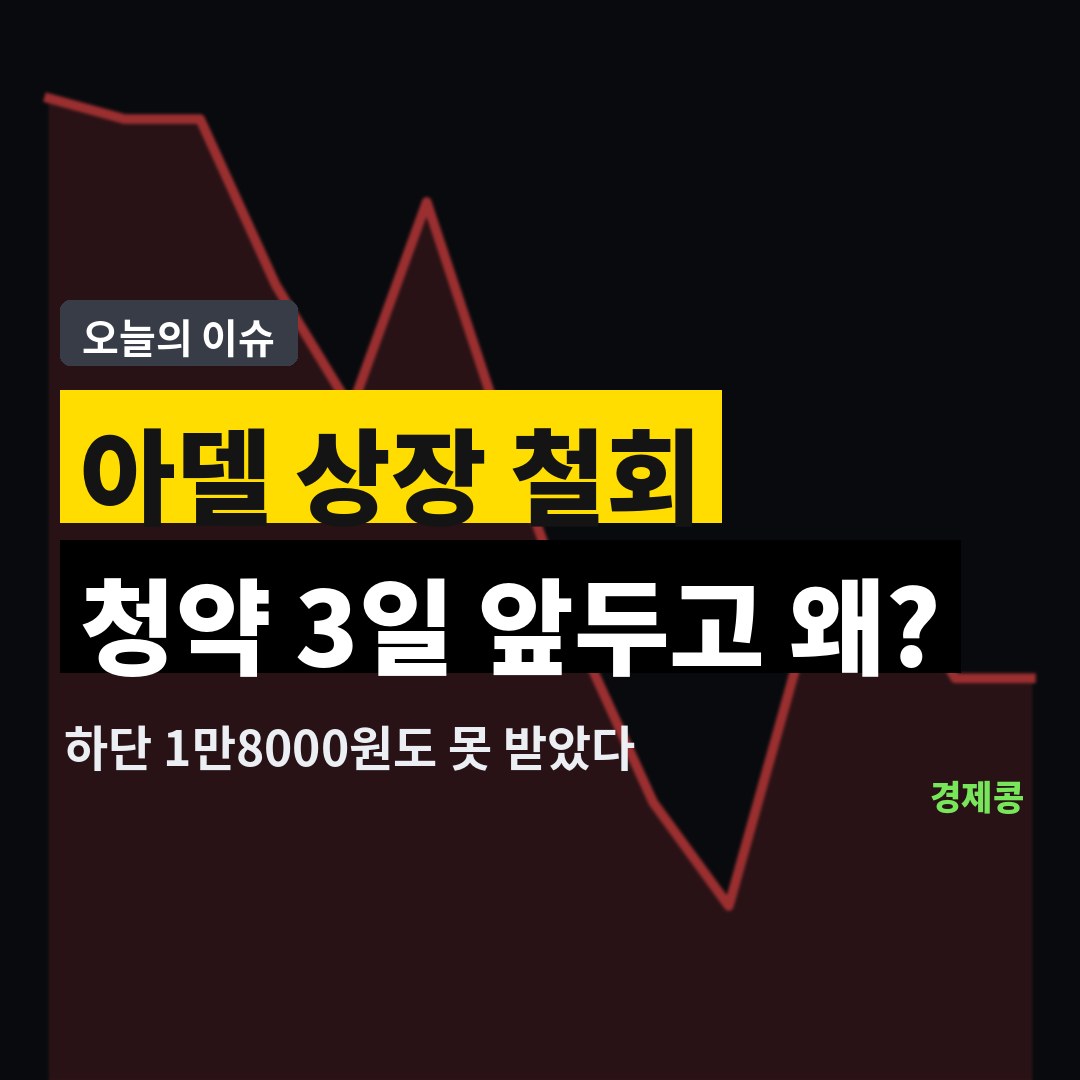 오늘의 이슈
아델 상장 철회
청약 3일 앞두고 왜?
하단 1만8000원도 못 받았다
경제콩